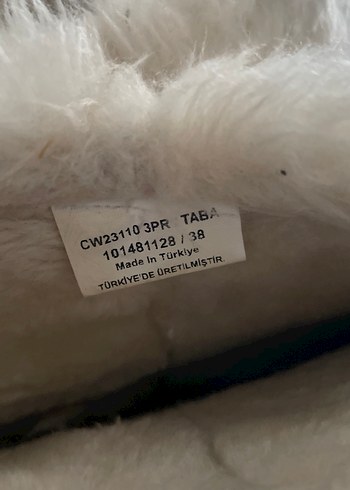 CW23110 3PR TABA
101481128 / 38
Made In Türkiye
TÜRKİYE'DE ÜRETİLMİŞTİR.